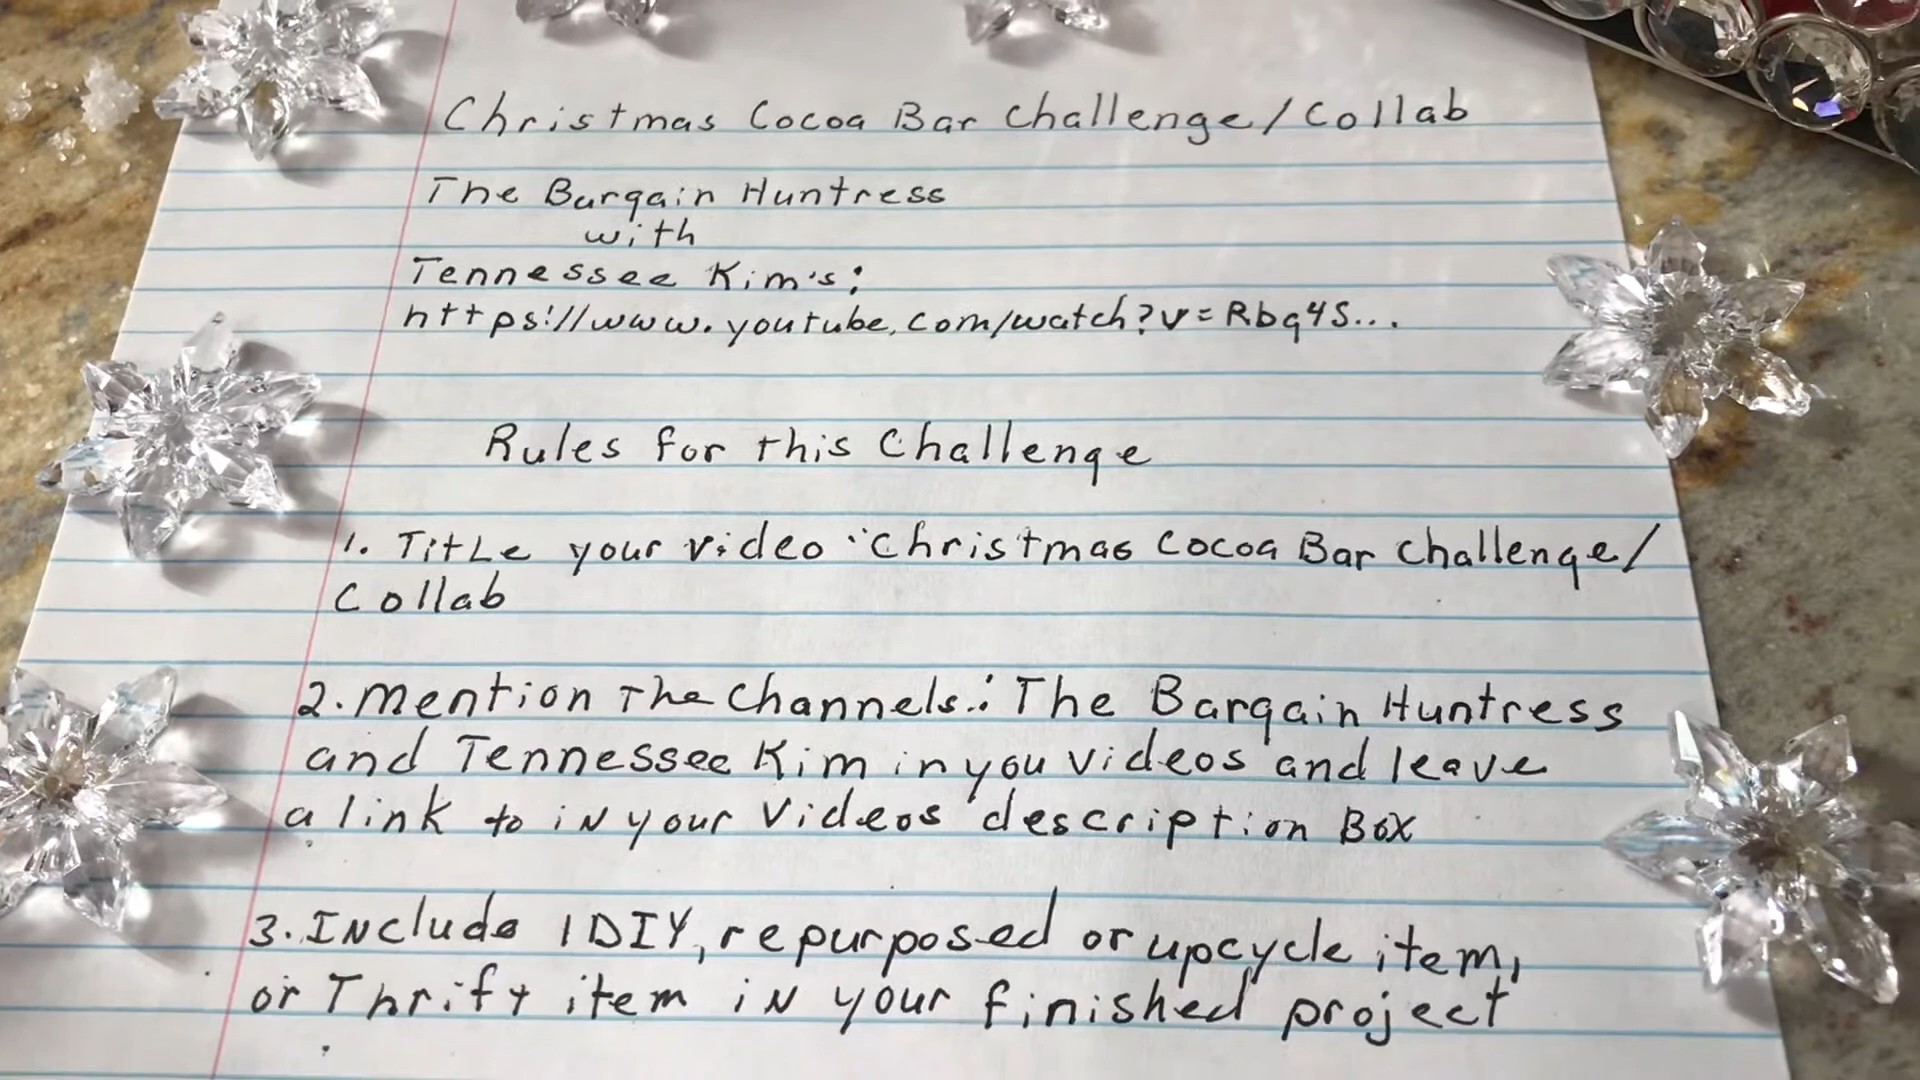 Christmas Cocoa Bar Challenge/Collab
The Bargain Huntress
with
Tennessee Kim's:
https://www.youtube.com/watch?v=Rbq4S...
Rules for this Challenge
1. Title your video "Christmas Cocoa Bar Challenge/
Collab
2. Mention The Channels: The Bargain Huntress
and Tennessee Kim in you videos and leave
a link to in your Videos description Box
3. Include 1 DIY, repurposed or upcycle item,
or Thrift item in your finished project